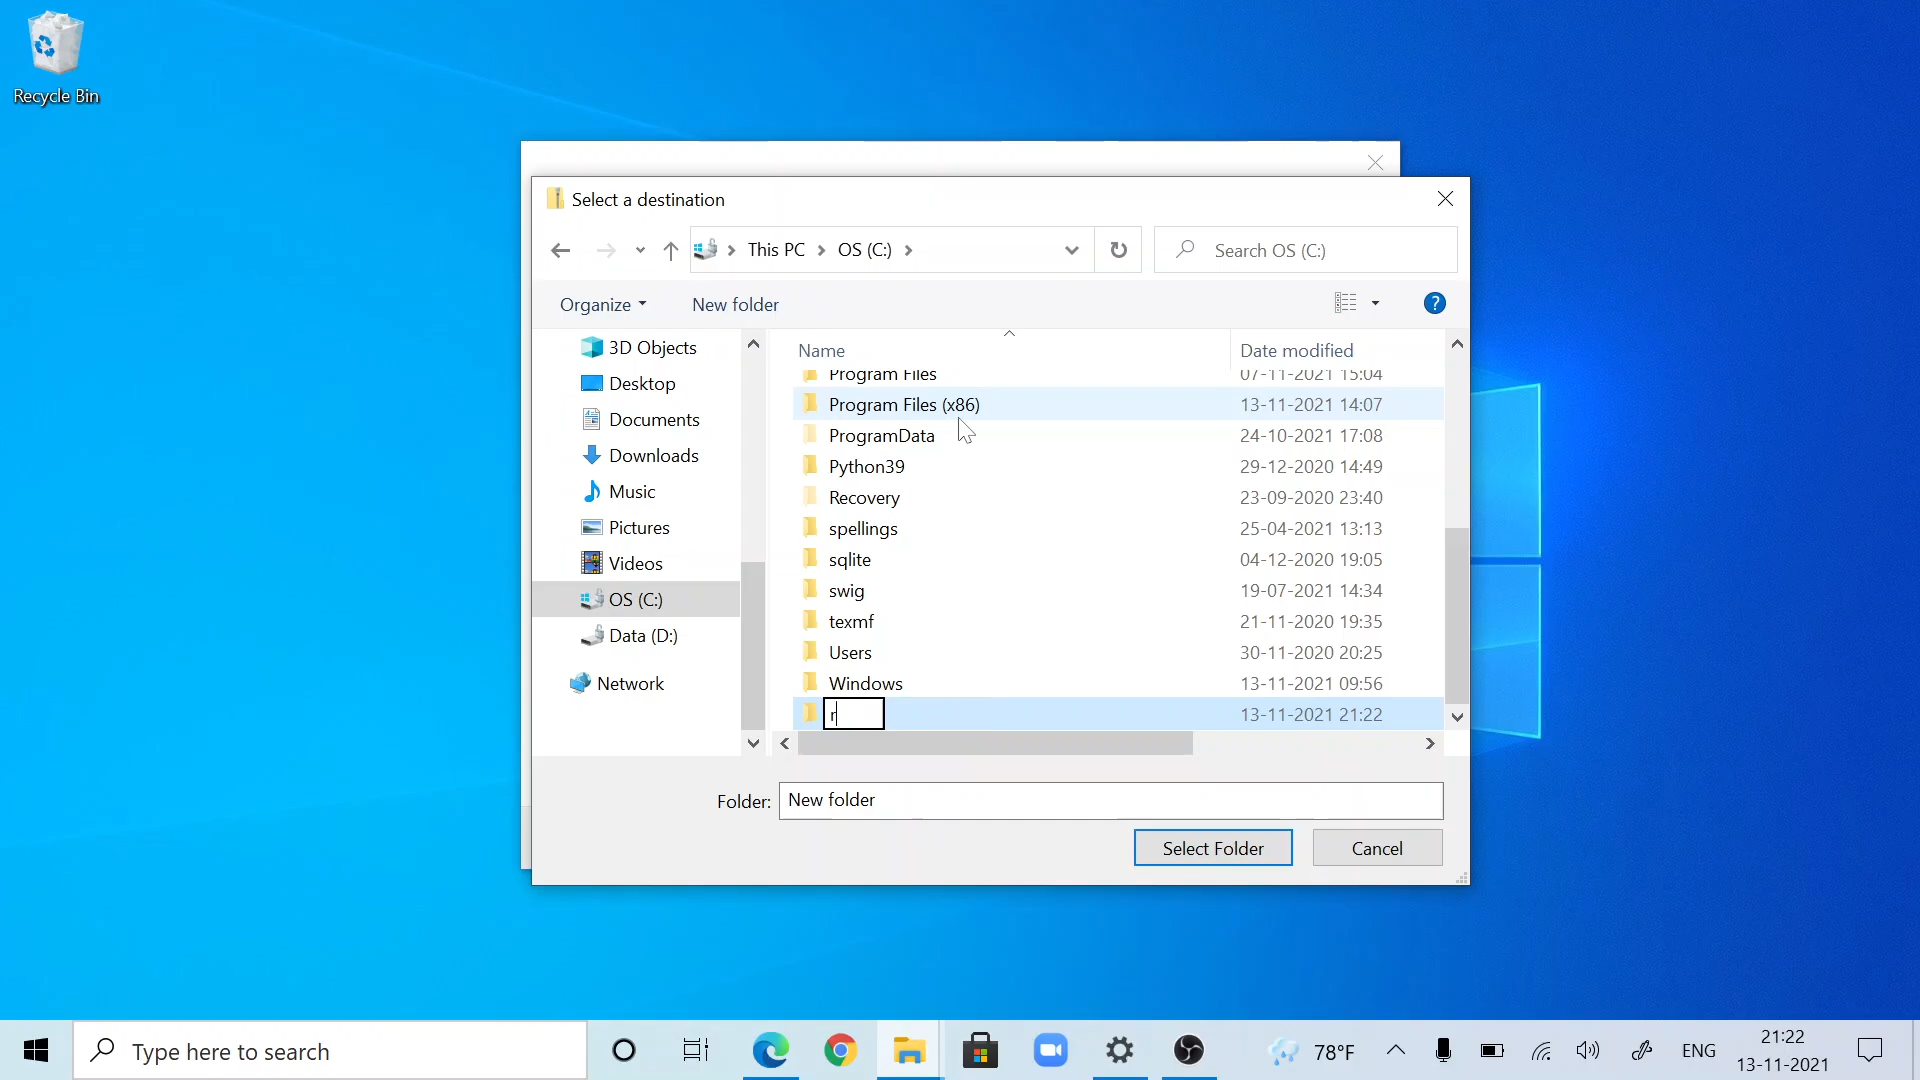 Recycle Bin
Select a destination
This PC
OS (C:)
Search OS (C:)
Organize
New folder
?
Name
Date modified
3D Objects
Desktop
Documents
Downloads
Music
Pictures
Videos
OS (C:)
Data (D:)
Network
Program Files 07-11-2021 15:04
Program Files (x86) 13-11-2021 14:07
ProgramData 24-10-2021 17:08
Python39 29-12-2020 14:49
Recovery 23-09-2020 23:40
spellings 25-04-2021 13:13
sqlite 04-12-2020 19:05
swig 19-07-2021 14:34
texmf 21-11-2020 19:35
Users 30-11-2020 20:25
Windows 13-11-2021 09:56
r 13-11-2021 21:22
Folder: New folder
Select Folder
Cancel
Type here to search
78°F
ENG
21:22
13-11-2021